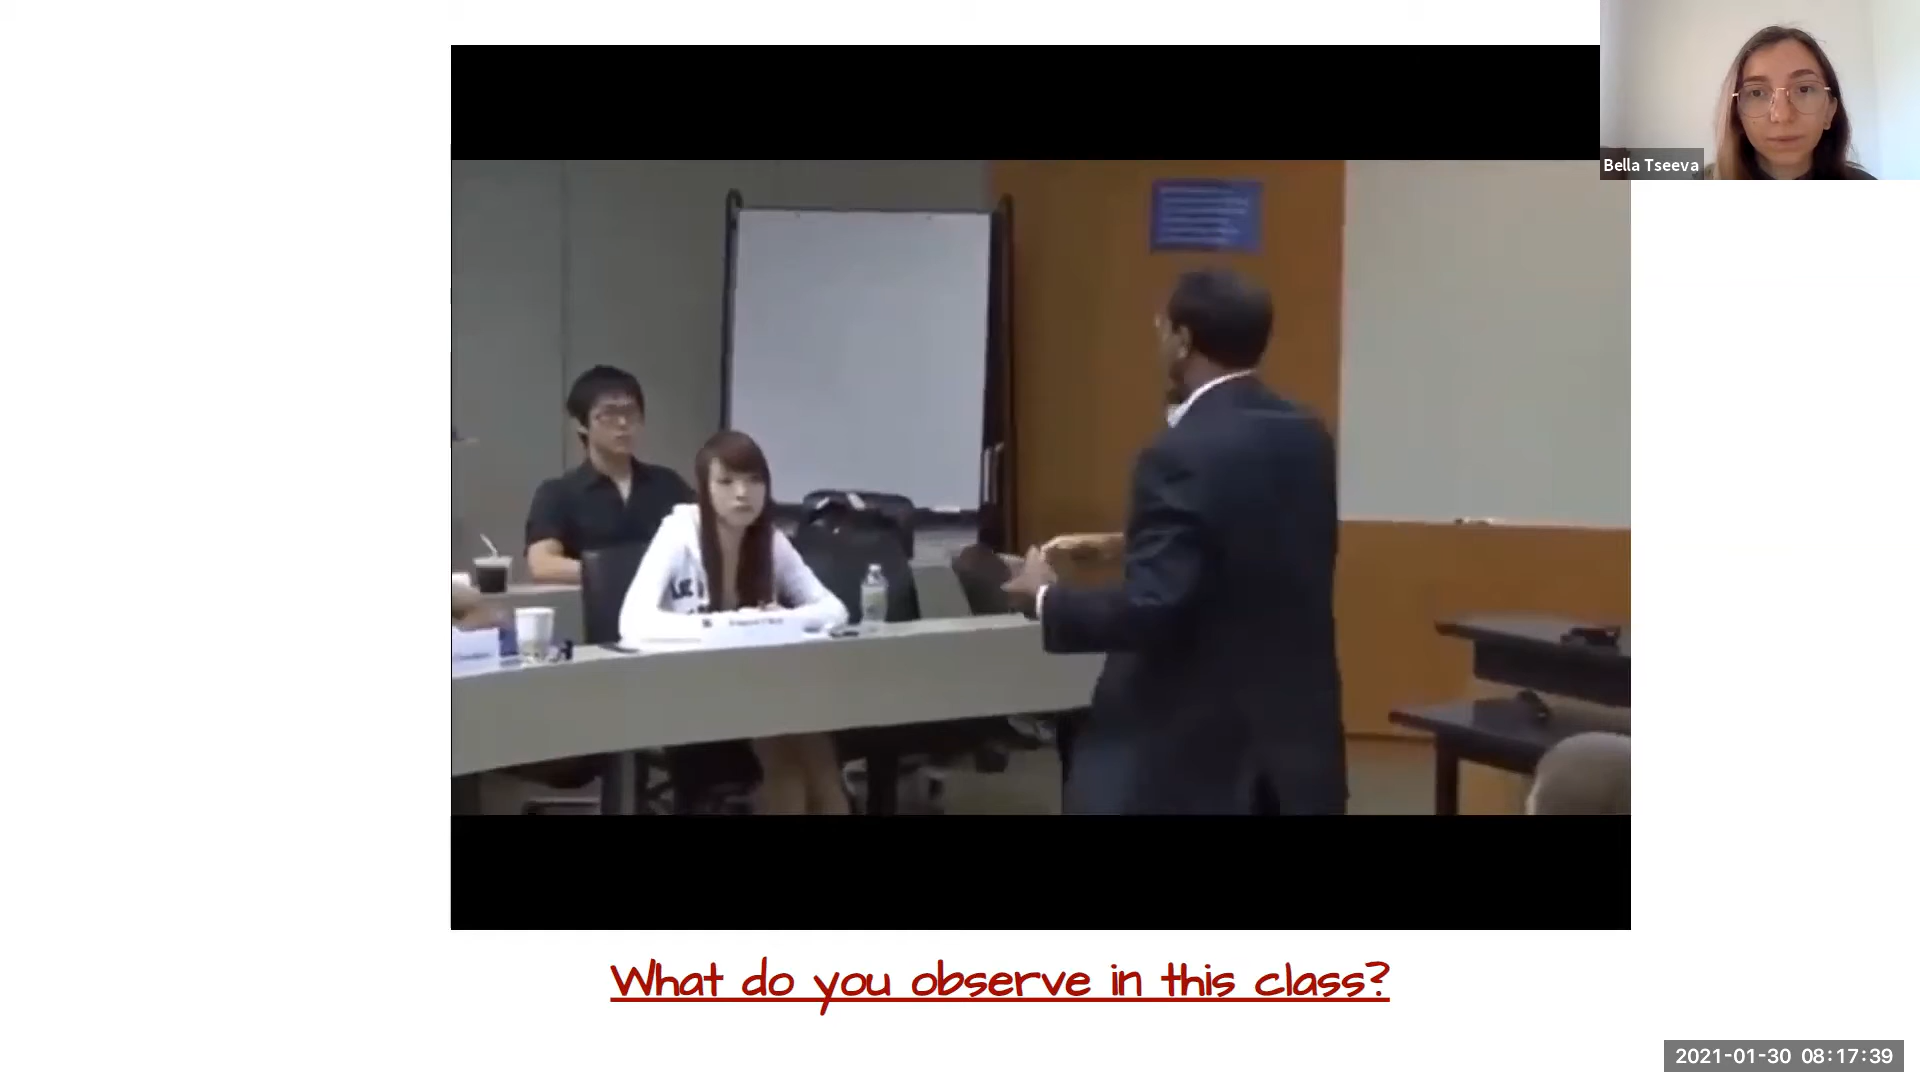 Bella Tseeva
What do you observe in this class?
2021-01-30 08:17:39